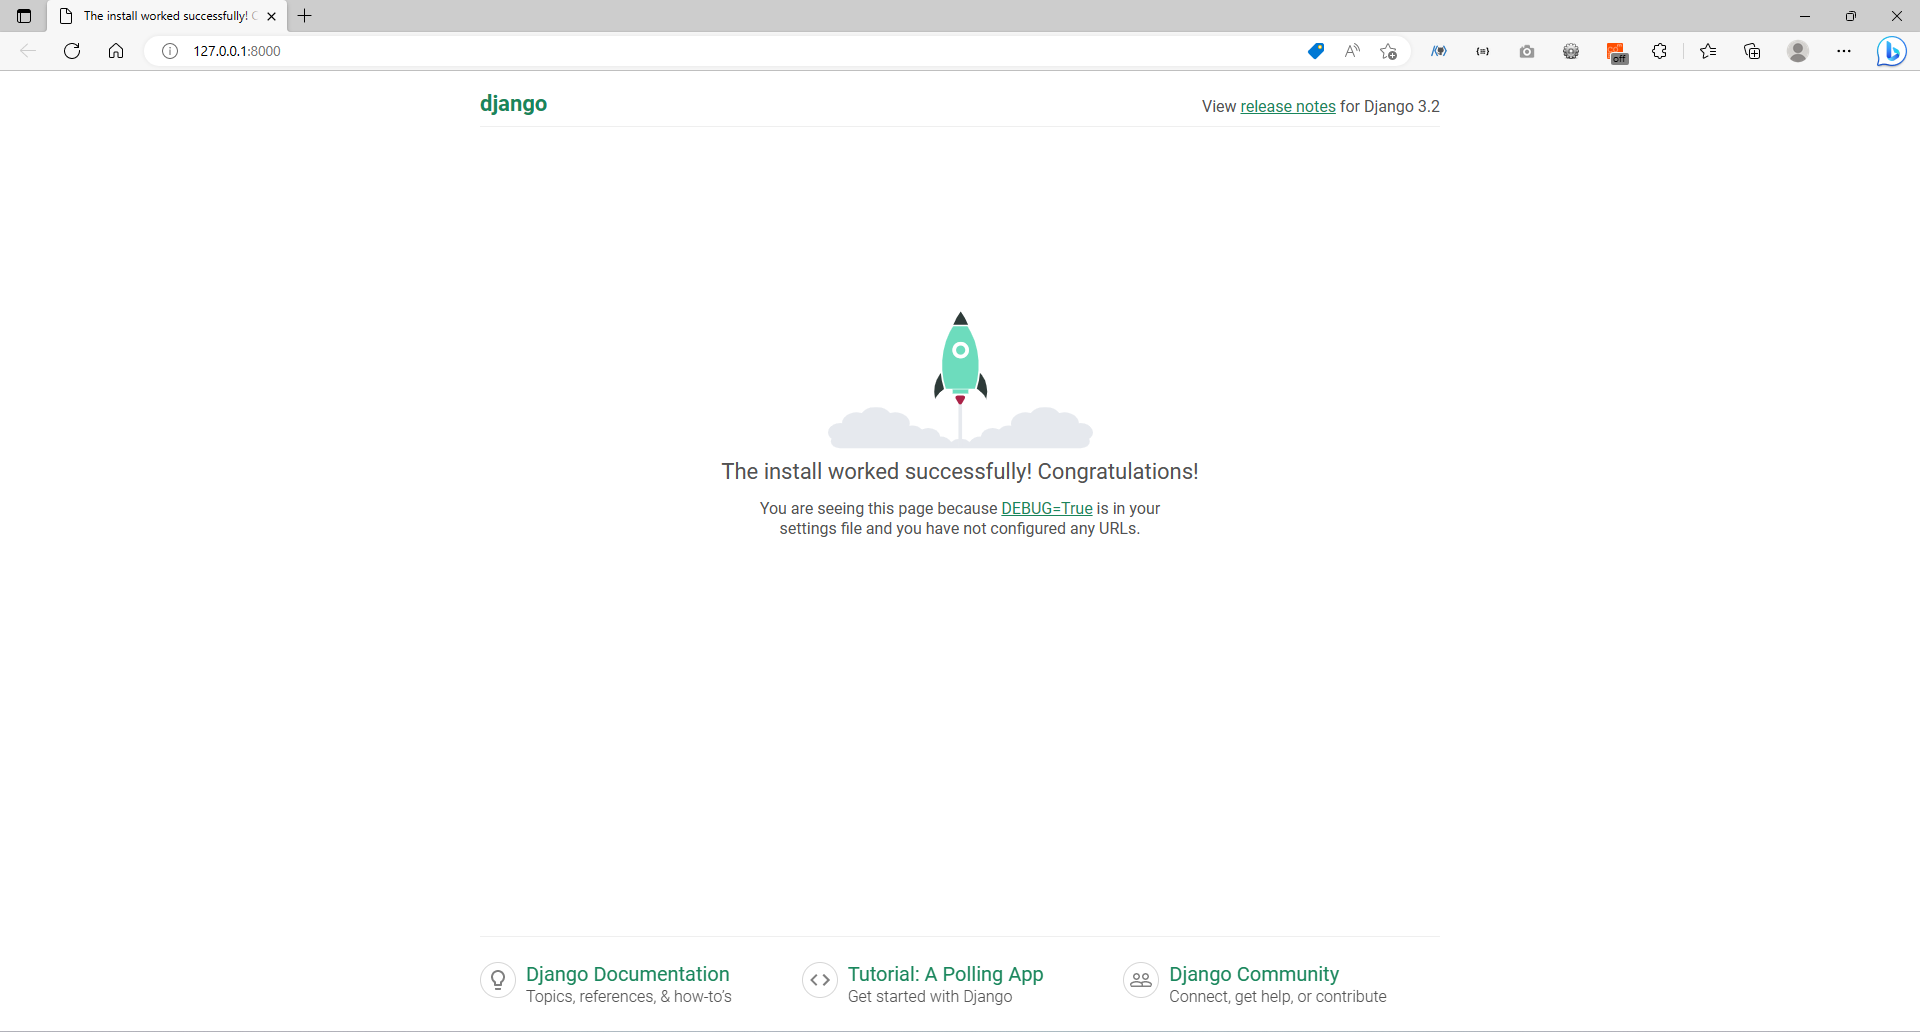 The install worked successfully! C
127.0.0.1:8000
off
django
View release notes for Django 3.2
The install worked successfully! Congratulations!
You are seeing this page because DEBUG=True is in your
settings file and you have not configured any URLs.
Django Documentation
Topics, references, & how-to’s
Tutorial: A Polling App
Get started with Django
Django Community
Connect, get help, or contribute